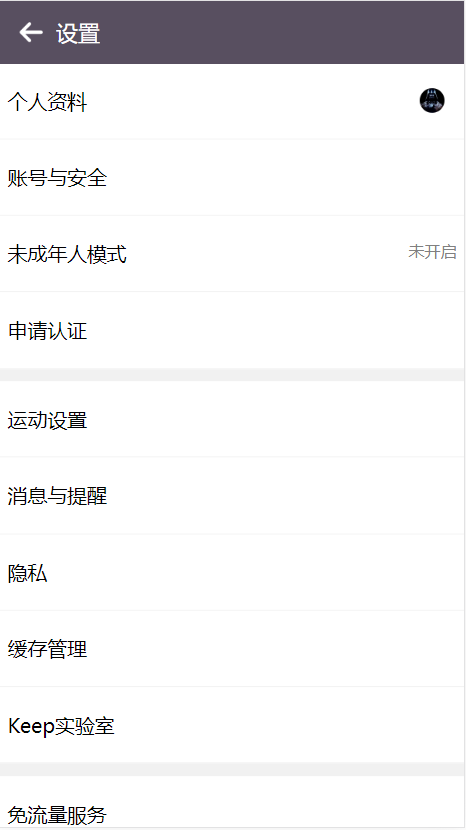 设置
个人资料
账号与安全
未成年人模式 未开启
申请认证
运动设置
消息与提醒
隐私
缓存管理
Keep实验室
免流量服务